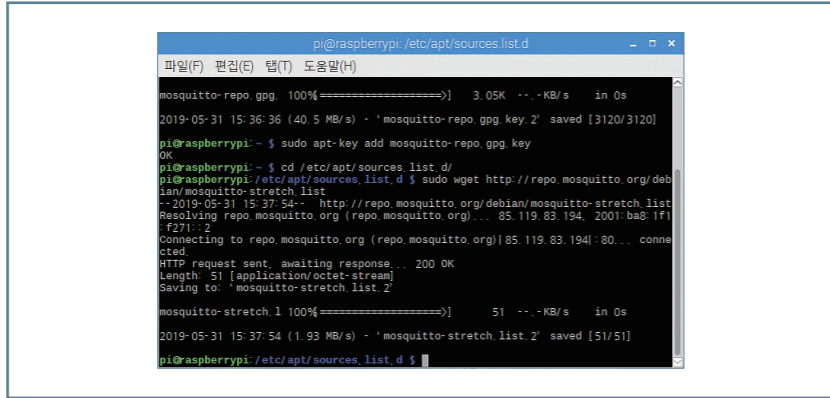 pi@raspberrypi: /etc/apt/sources.list.d
파일(F) 편집(E) 탭(T) 도움말(H)
mosquitto-repo.gpg. 100%[===================>] 3.05K --.-KB/s in 0s
2019-05-31 15:36:36 (40.5 MB/s) - ‘mosquitto-repo.gpg.key.2’ saved [3120/3120]
pi@raspberrypi:~ $ sudo apt-key add mosquitto-repo.gpg.key
OK
pi@raspberrypi:~ $ cd /etc/apt/sources.list.d/
pi@raspberrypi:/etc/apt/sources.list.d $ sudo wget http://repo.mosquitto.org/deb
ian/mosquitto-stretch.list
--2019-05-31 15:37:54-- http://repo.mosquitto.org/debian/mosquitto-stretch.list
Resolving repo.mosquitto.org (repo.mosquitto.org)... 85.119.83.194, 2001:ba8:1f1
:f271::2
Connecting to repo.mosquitto.org (repo.mosquitto.org)|85.119.83.194|:80... conne
cted.
HTTP request sent, awaiting response... 200 OK
Length: 51 [application/octet-stream]
Saving to: ‘mosquitto-stretch.list.2’
mosquitto-stretch.l 100%[===================>] 51 --.-KB/s in 0s
2019-05-31 15:37:54 (1.93 MB/s) - ‘mosquitto-stretch.list.2’ saved [51/51]
pi@raspberrypi:/etc/apt/sources.list.d $